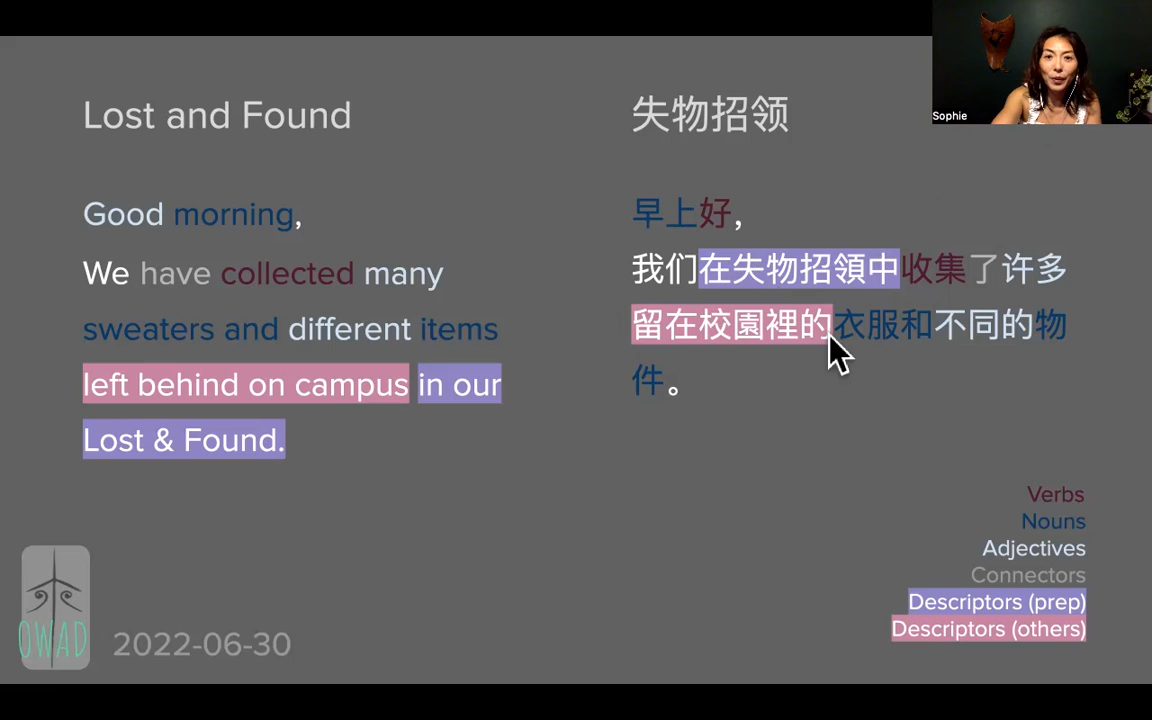 Sophie
Lost and Found
失物招领
Good morning,
We have collected many
sweaters and different items
left behind on campus in our
Lost & Found.
早上好，
我们在失物招領中收集了许多
留在校園裡的衣服和不同的物
件。
Verbs
Nouns
Adjectives
Connectors
Descriptors (prep)
Descriptors (others)
OWAD
2022-06-30